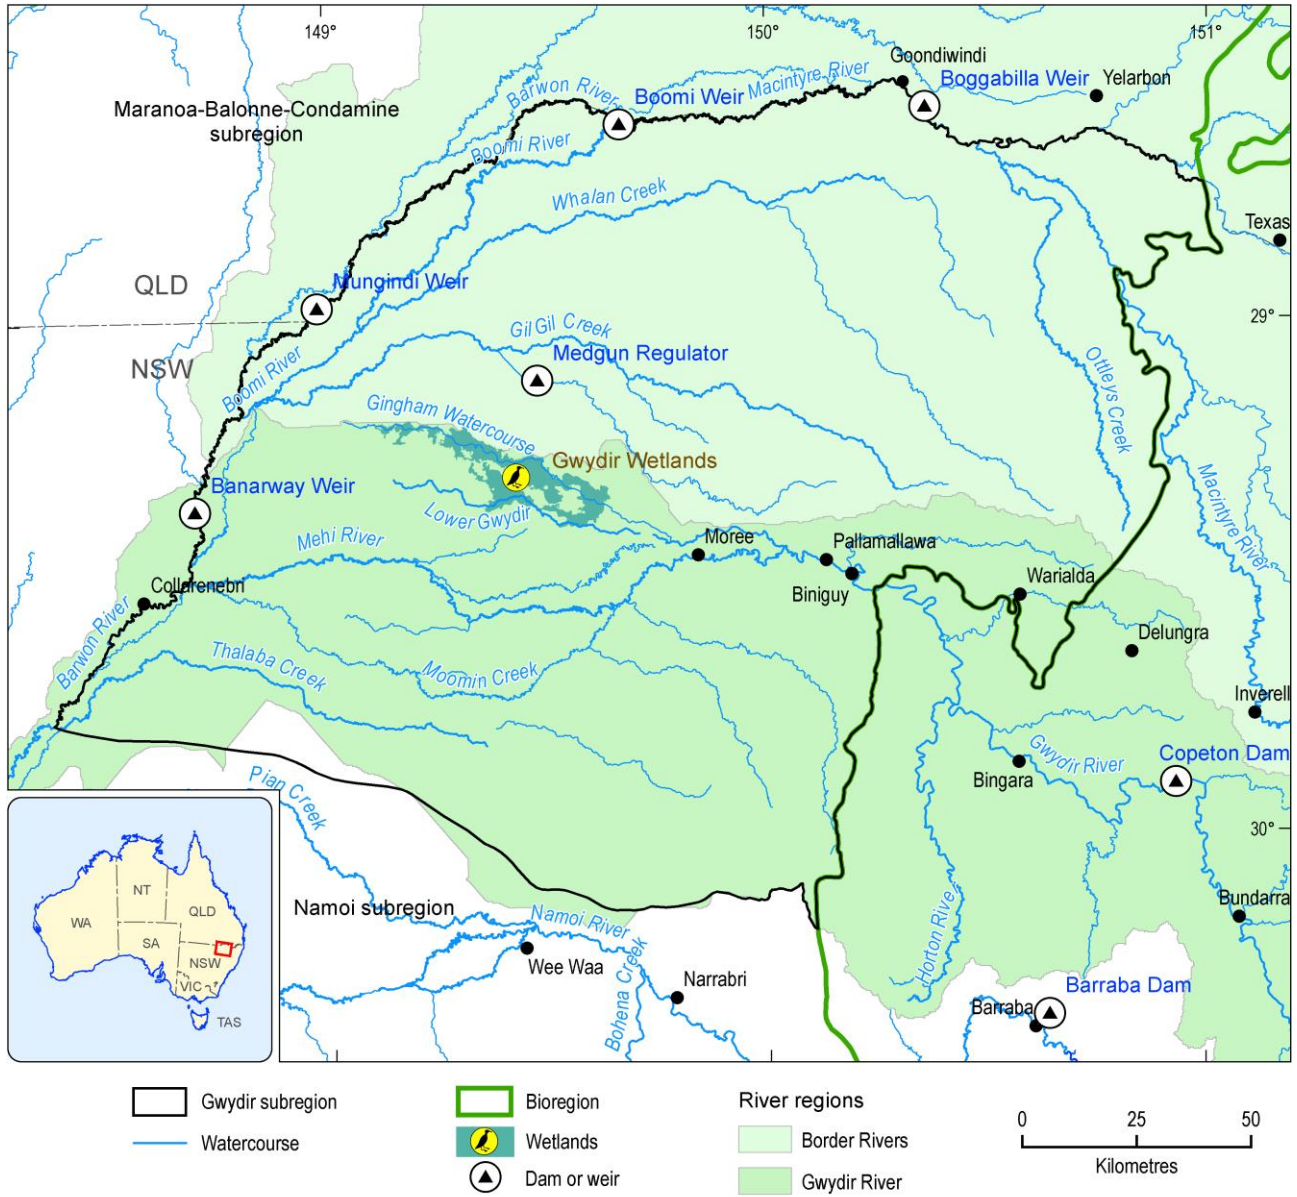 149°
150°
151°
Goondiwindi
Boggabilla Weir
Yelarbon
Macintyre River
Barwon River
Boomi Weir
Maranoa-Balonne-Condamine
subregion
Boomi River
Whalan Creek
Texas
QLD
Mungindi Weir
29°
NSW
GilGil Creek
Medgun Regulator
Ottleys Creek
Boomi River
Gingham Watercourse
Gwydir Wetlands
Macintyre River
Banarway Weir
Lower Gwydir
Mehi River
Moree
Pallamallawa
Biniguy
Warialda
Collarenebri
Barwon River
Delungra
Thalaba Creek
Moomin Creek
Inverell
Gwydir River
Copeton Dam
Bingara
Pian Creek
30°
Namoi subregion
Namoi River
Horton River
Bundarra
Wee Waa
Bohena Creek
Narrabri
Barraba Dam
Barraba
NT
WA
QLD
SA
NSW
VIC
TAS
Gwydir subregion
Watercourse
Bioregion
Wetlands
Dam or weir
River regions
Border Rivers
Gwydir River
0 25 50
Kilometres